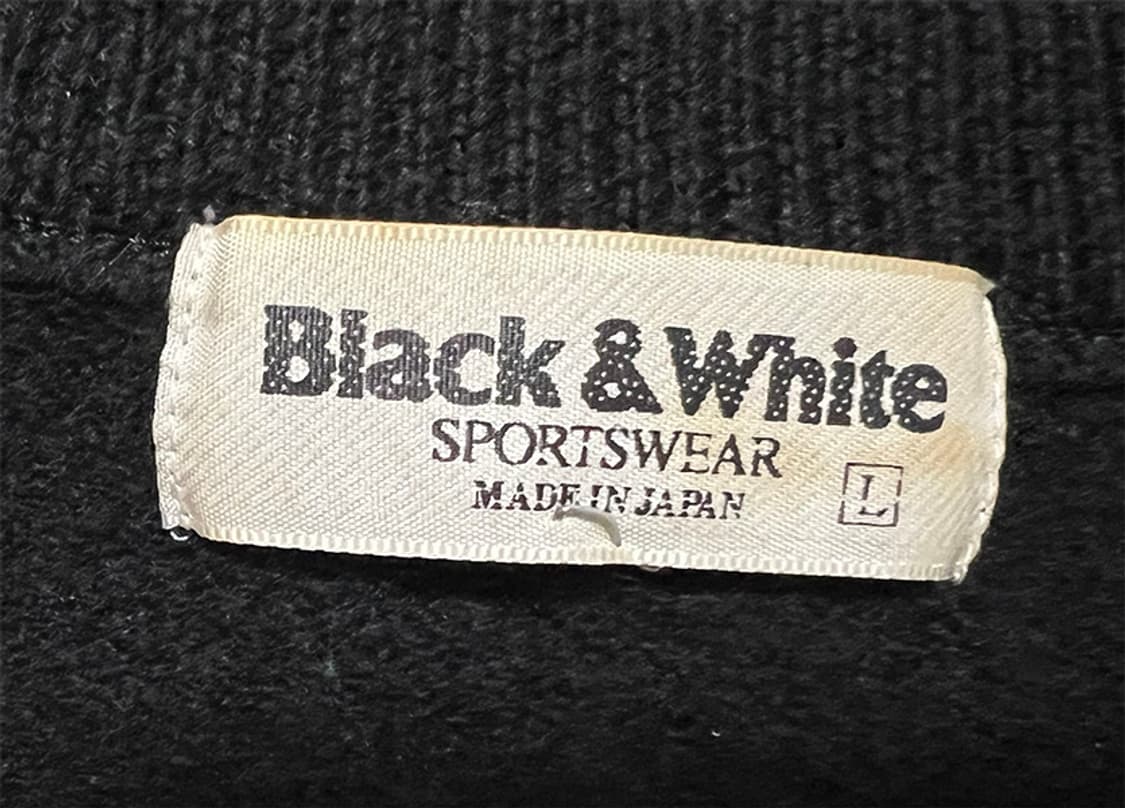 Black & White
SPORTSWEAR
MADE IN JAPAN
L